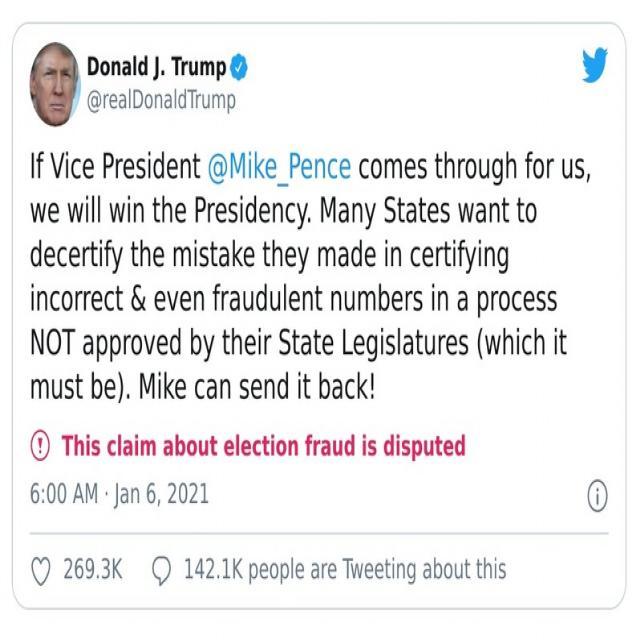 Donald J. Trump
@realDonaldTrump
If Vice President @Mike_Pence comes through for us,
we will win the Presidency. Many States want to
decertify the mistake they made in certifying
incorrect & even fraudulent numbers in a process
NOT approved by their State Legislatures (which it
must be). Mike can send it back!
This claim about election fraud is disputed
6:00 AM · Jan 6, 2021
269.3K 142.1K people are Tweeting about this